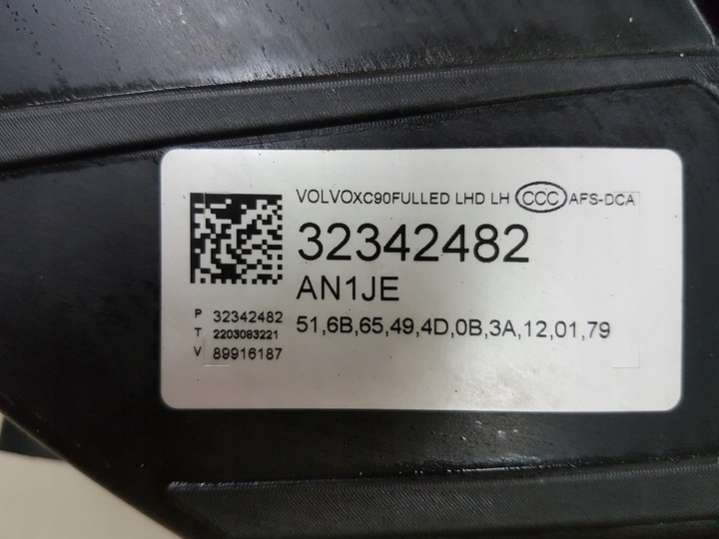 VOLVOXC90FULLED LHD LH CCC AFS-DCA
32342482
AN1JE
51,6B,65,49,4D,0B,3A,12,01,79
P 32342482
T 2203083221
V 89916187